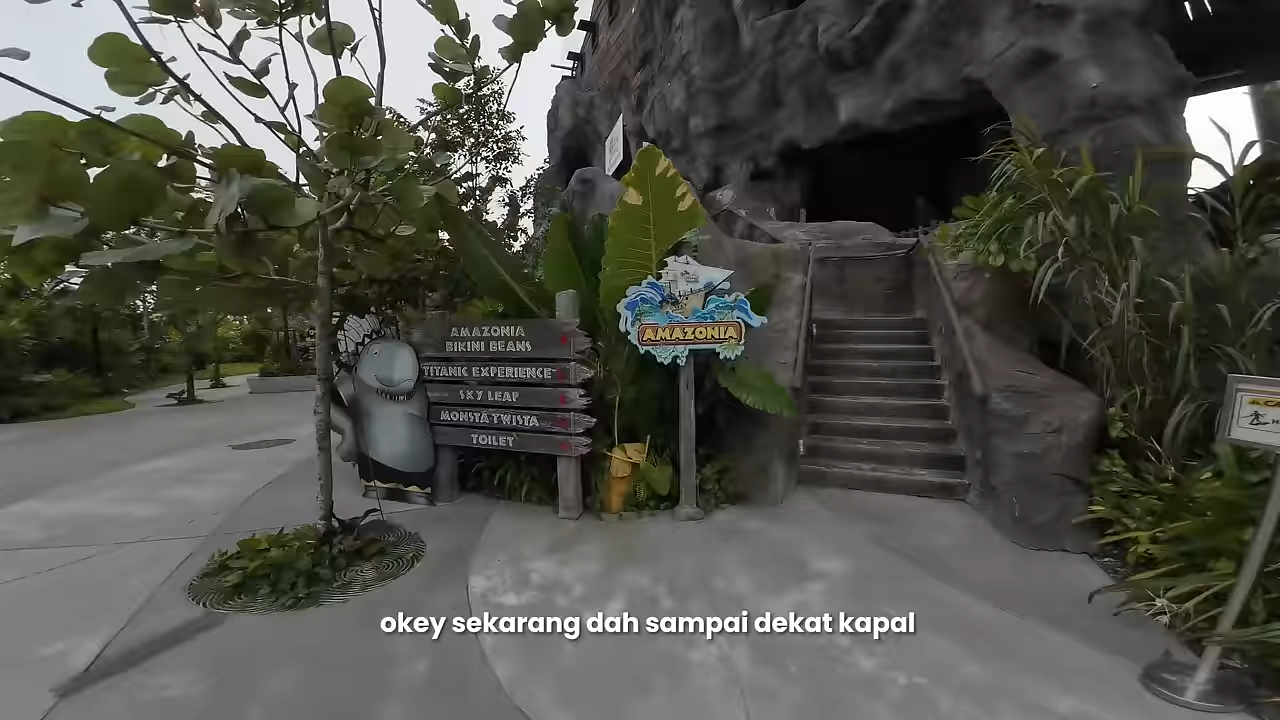 AMAZONIA
BIKINI BEANS
TITANIC EXPERIENCE
SKY LEAP
MONSTA TWISTA
TOILET
AMAZONIA
okey sekarang dah sampai dekat kapal